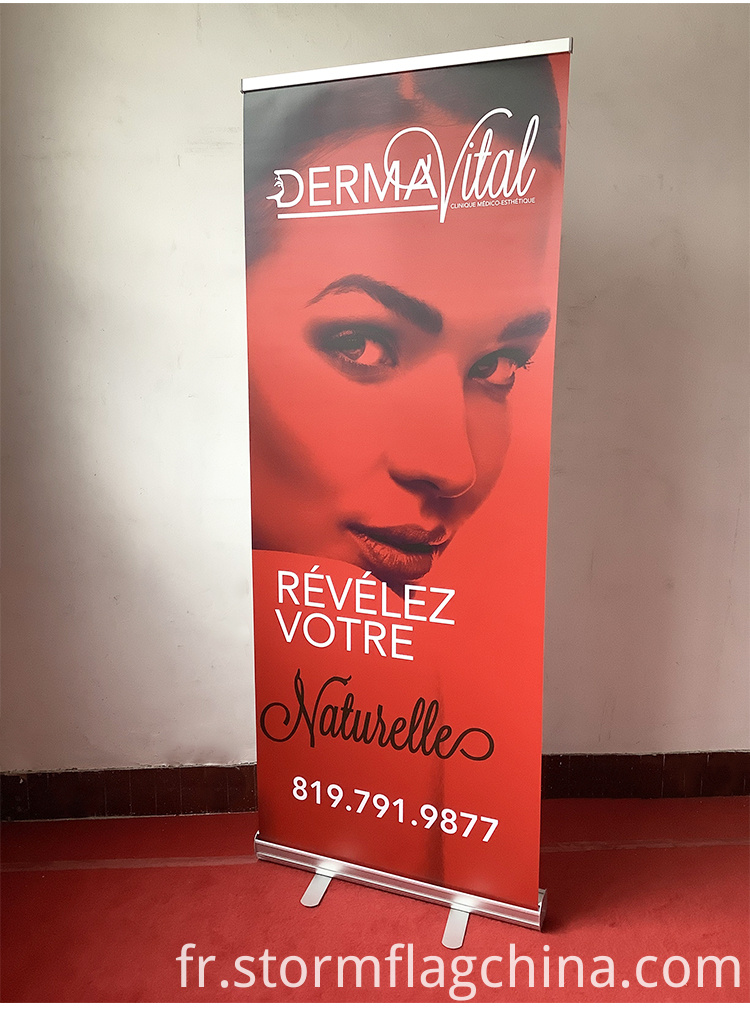 DERMAVital
CLINIQUE MÉDICO-ESTHÉTIQUE
RÉVÉLEZ
VOTRE
Naturelle
819.791.9877
fr.stormflagchina.com